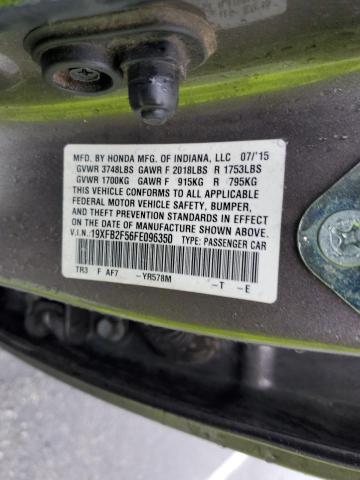 MFD. BY HONDA MFG. OF INDIANA, LLC 07/'15
GVWR 3748LBS GAWR F 2018LBS R 1753LBS
GVWR 1700KG GAWR F 915KG R 795KG
THIS VEHICLE CONFORMS TO ALL APPLICABLE
FEDERAL MOTOR VEHICLE SAFETY, BUMPER,
AND THEFT PREVENTION STANDARDS IN EFFECT
ON THE DATE OF MANUFACTURE SHOWN ABOVE.
V.I.N.:19XFB2F56FE096350 TYPE: PASSENGER CAR
TR3 F AF7 -YR578M -T -E